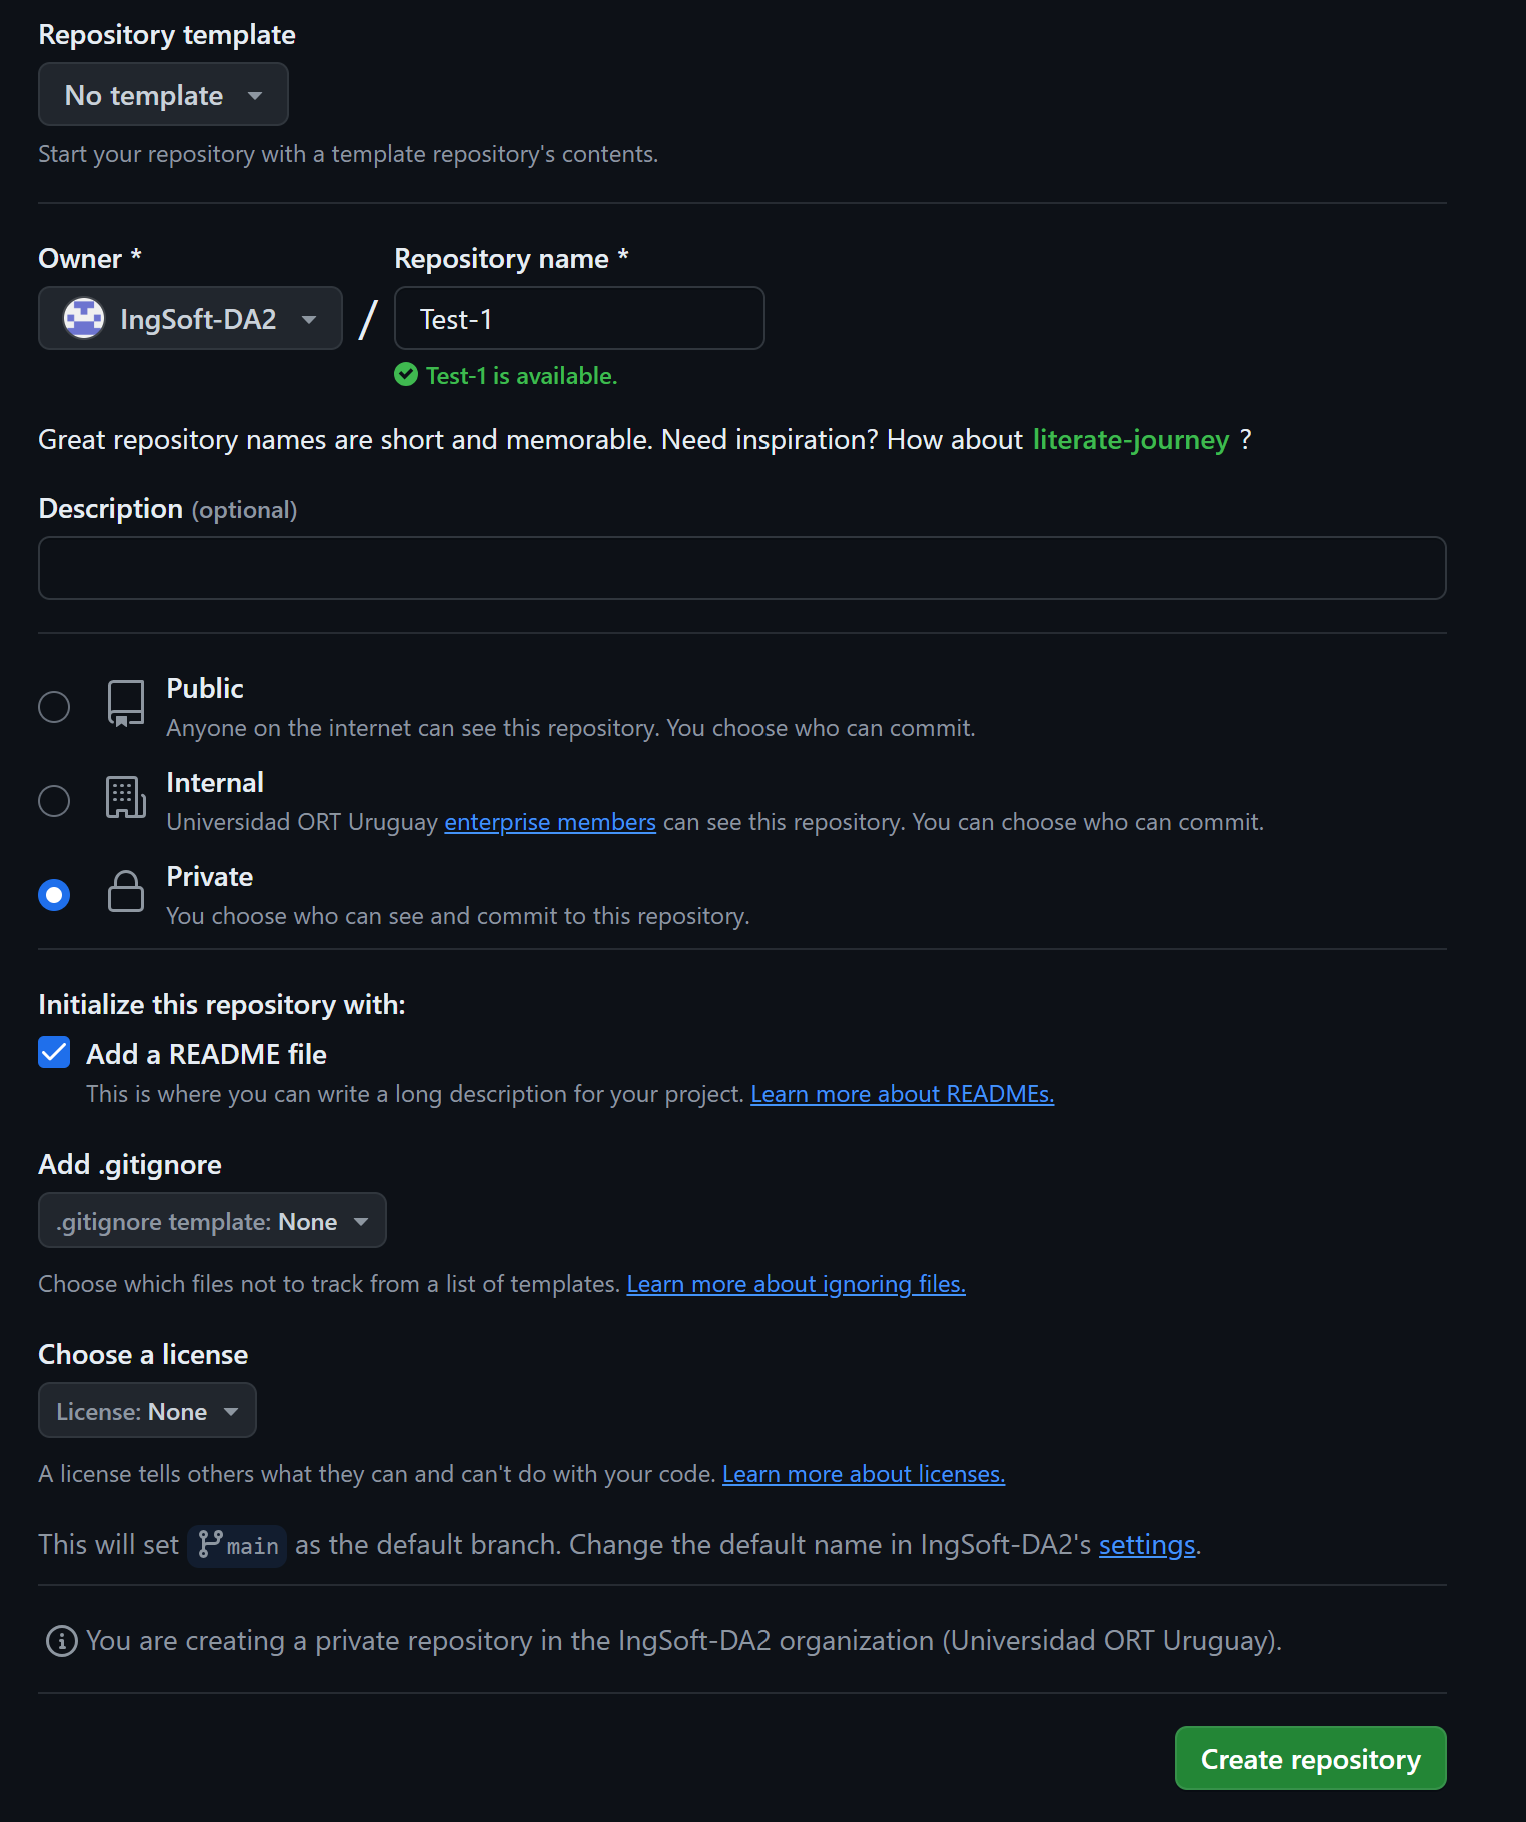 Repository template
No template
Start your repository with a template repository's contents.
Owner * Repository name *
IngSoft-DA2 / Test-1
Test-1 is available.
Great repository names are short and memorable. Need inspiration? How about literate-journey ?
Description (optional)
Public
Anyone on the internet can see this repository. You choose who can commit.
Internal
Universidad ORT Uruguay enterprise members can see this repository. You can choose who can commit.
Private
You choose who can see and commit to this repository.
Initialize this repository with:
Add a README file
This is where you can write a long description for your project. Learn more about READMEs.
Add .gitignore
.gitignore template: None
Choose which files not to track from a list of templates. Learn more about ignoring files.
Choose a license
License: None
A license tells others what they can and can't do with your code. Learn more about licenses.
This will set main as the default branch. Change the default name in IngSoft-DA2's settings.
You are creating a private repository in the IngSoft-DA2 organization (Universidad ORT Uruguay).
Create repository